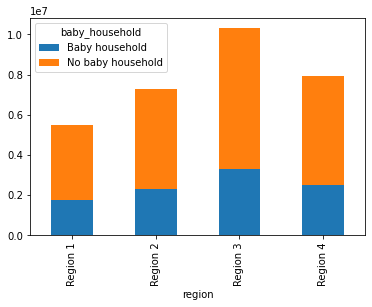 1e7
baby_household
Baby household
No baby household
1.0
0.8
0.6
0.4
0.2
0.0
Region 1
Region 2
Region 3
Region 4
region